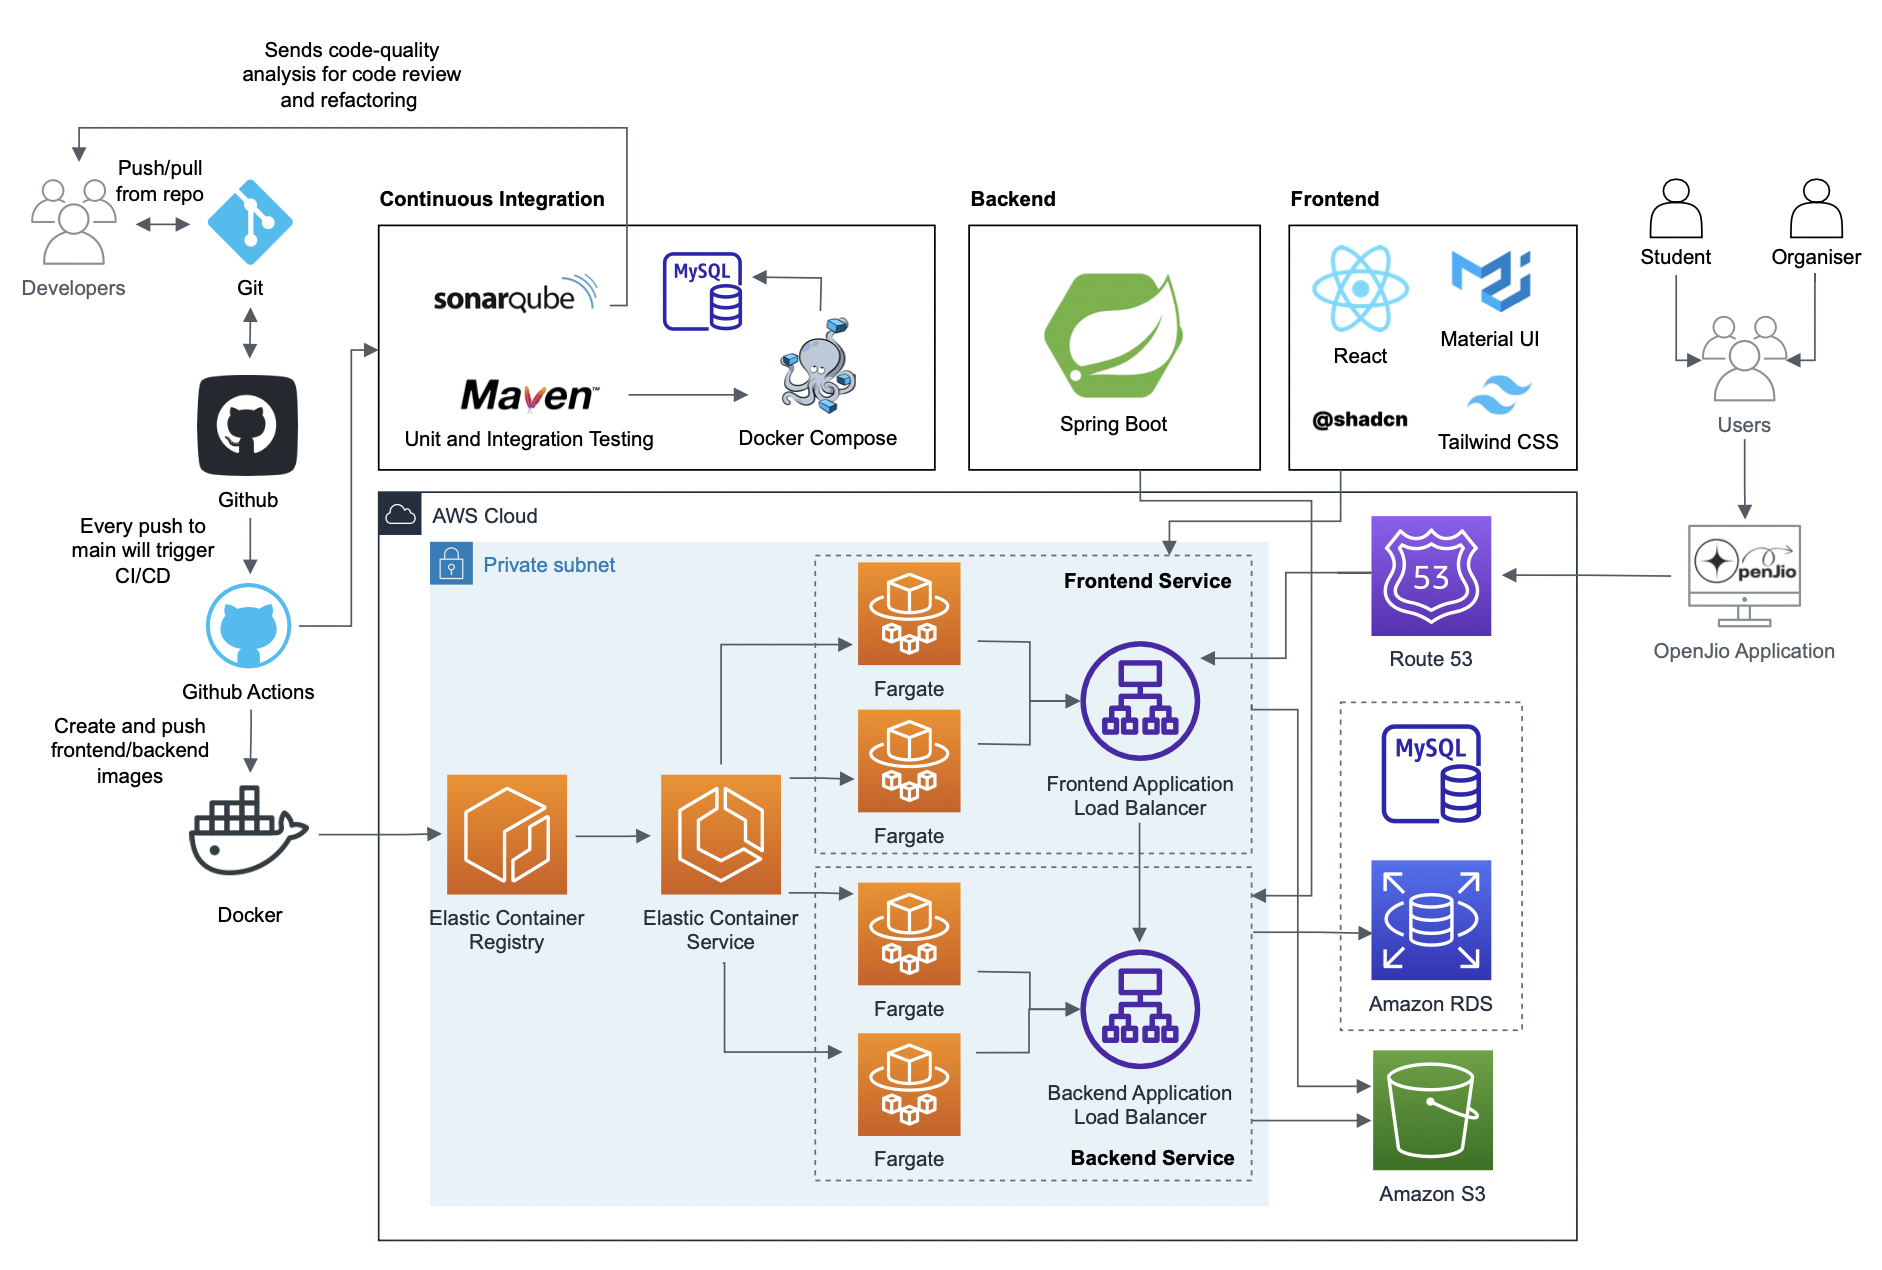 Sends code-quality
analysis for code review
and refactoring
Push/pull
from repo
Developers
Git
Github
Every push to
main will trigger
CI/CD
Github Actions
Create and push
frontend/backend
images
Docker
Continuous Integration
sonarqube
MySQL
Maven™
Unit and Integration Testing
Docker Compose
Backend
Spring Boot
Frontend
React
Material UI
@shadcn
Tailwind CSS
Student
Organiser
Users
penJio
OpenJio Application
AWS Cloud
Private subnet
Elastic Container
Registry
Elastic Container
Service
Frontend Service
Fargate
Fargate
Frontend Application
Load Balancer
Fargate
Fargate
Backend Application
Load Balancer
Backend Service
53
Route 53
MySQL
Amazon RDS
Amazon S3